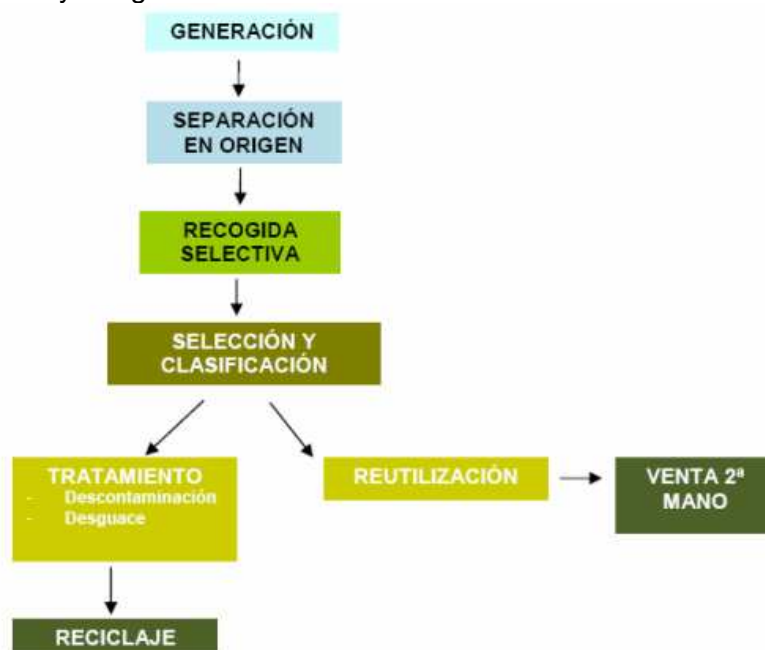 GENERACIÓN
SEPARACIÓN
EN ORIGEN
RECOGIDA
SELECTIVA
SELECCIÓN Y
CLASIFICACIÓN
TRATAMIENTO
- Descontaminación
- Desguace
REUTILIZACIÓN
VENTA 2ª
MANO
RECICLAJE